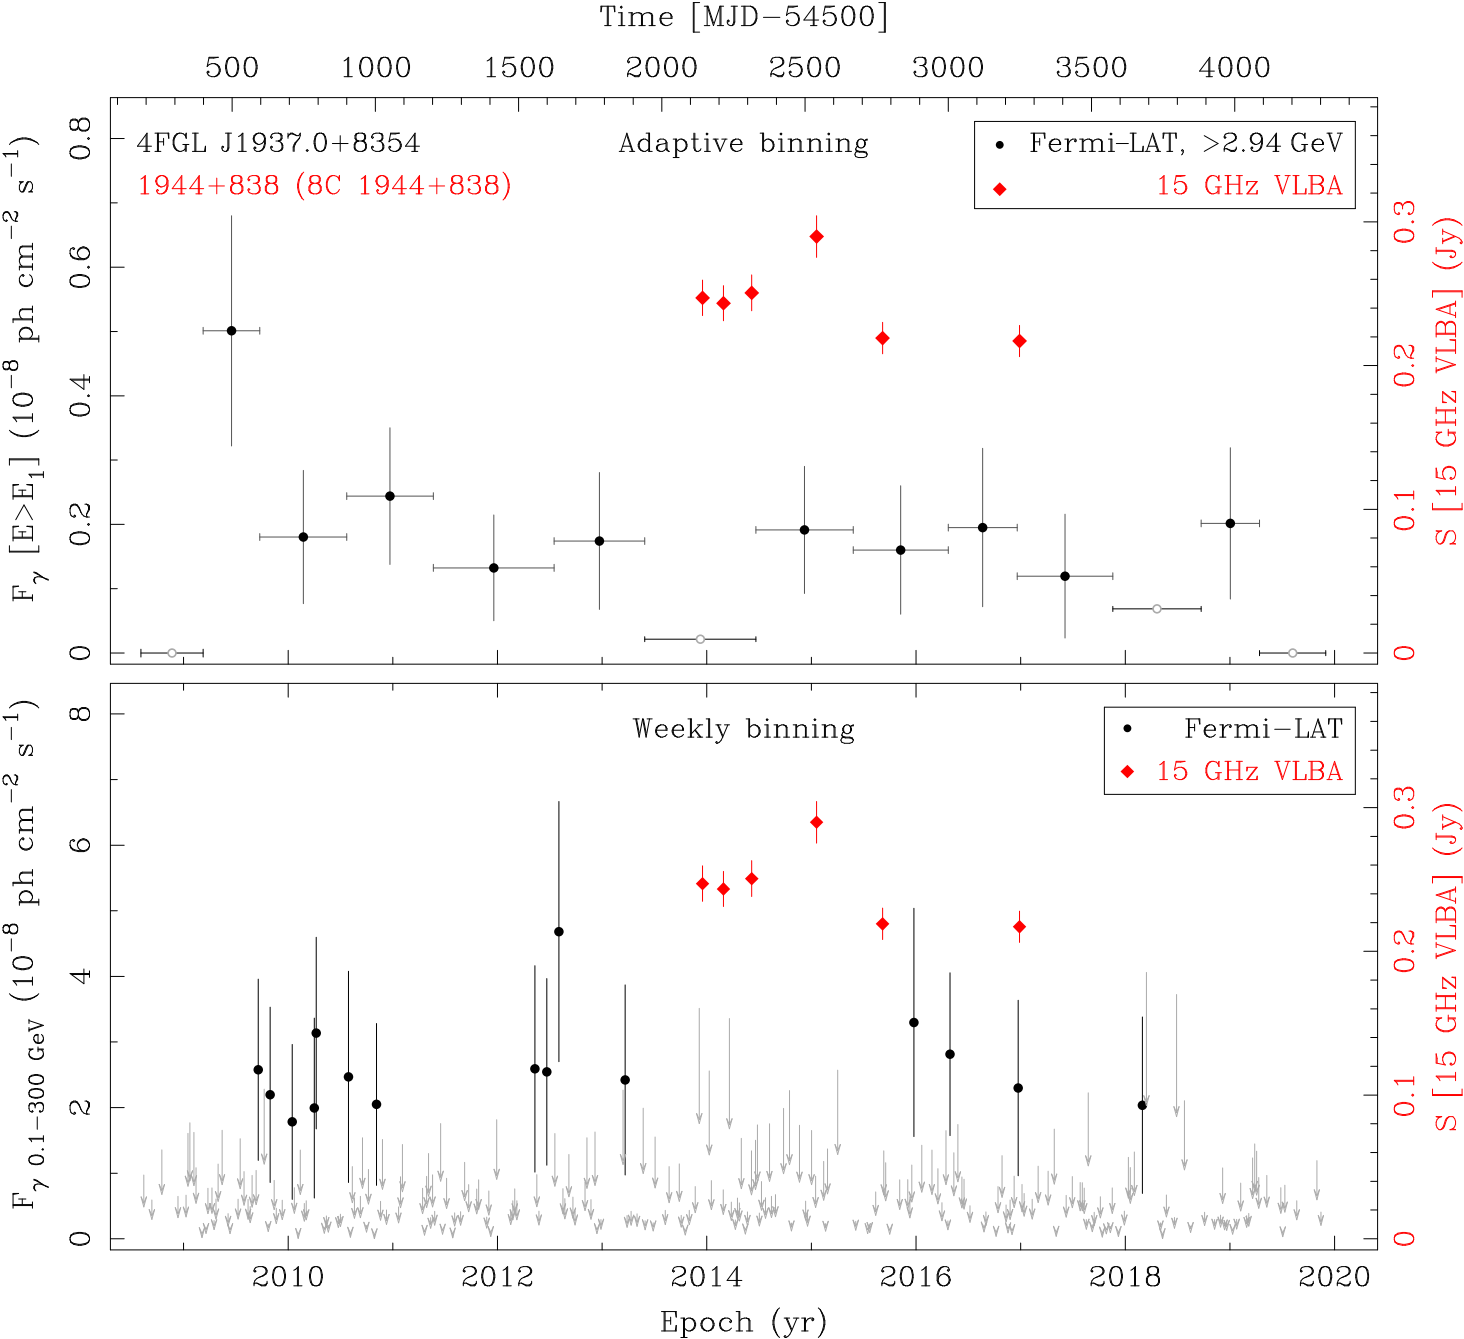 Time [MJD−54500]
500 1000 1500 2000 2500 3000 3500 4000
4FGL J1937.0+8354
1944+838 (8C 1944+838)
Adaptive binning
Fermi−LAT, >2.94 GeV
15 GHz VLBA
F_γ [E>E_1] (10^−8 ph cm^−2 s^−1)
0 0.2 0.4 0.6 0.8
S [15 GHz VLBA] (Jy)
0 0.1 0.2 0.3
Weekly binning
Fermi−LAT
15 GHz VLBA
F_γ 0.1−300 GeV (10^−8 ph cm^−2 s^−1)
0 2 4 6 8
S [15 GHz VLBA] (Jy)
0 0.1 0.2 0.3
2010 2012 2014 2016 2018 2020
Epoch (yr)